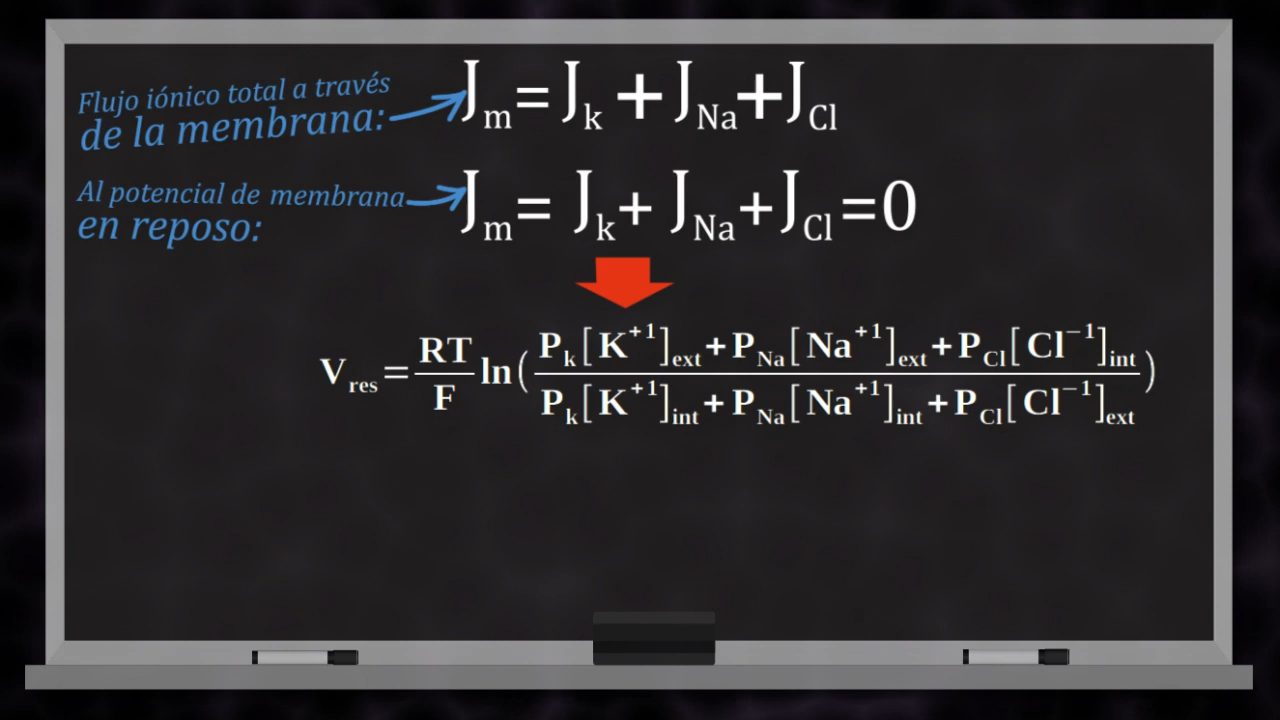 Flujo iónico total a través
de la membrana:
J_m = J_k + J_Na + J_Cl
Al potencial de membrana
en reposo:
J_m = J_k + J_Na + J_Cl = 0
V_res = RT/F ln( (P_k[K^{+1}]_ext + P_Na[Na^{+1}]_ext + P_Cl[Cl^{−1}]_int) / (P_k[K^{+1}]_int + P_Na[Na^{+1}]_int + P_Cl[Cl^{−1}]_ext) )